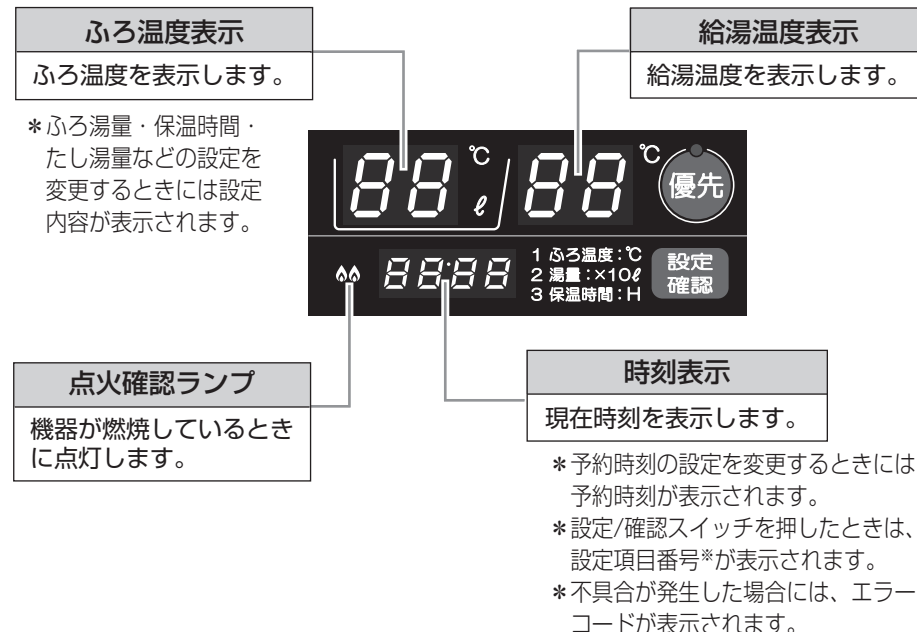 ふろ温度表示
ふろ温度を表示します。
＊ふろ湯量・保温時間・
たし湯量などの設定を
変更するときには設定
内容が表示されます。
給湯温度表示
給湯温度を表示します。
88 ℃ ℓ 88 ℃ 優先
88:88
1 ふろ温度：℃
2 湯量：×10ℓ
3 保温時間：H
設定
確認
点火確認ランプ
機器が燃焼しているとき
に点灯します。
時刻表示
現在時刻を表示します。
＊予約時刻の設定を変更するときには
予約時刻が表示されます。
＊設定/確認スイッチを押したときは、
設定項目番号※が表示されます。
＊不具合が発生した場合には、エラー
コードが表示されます。